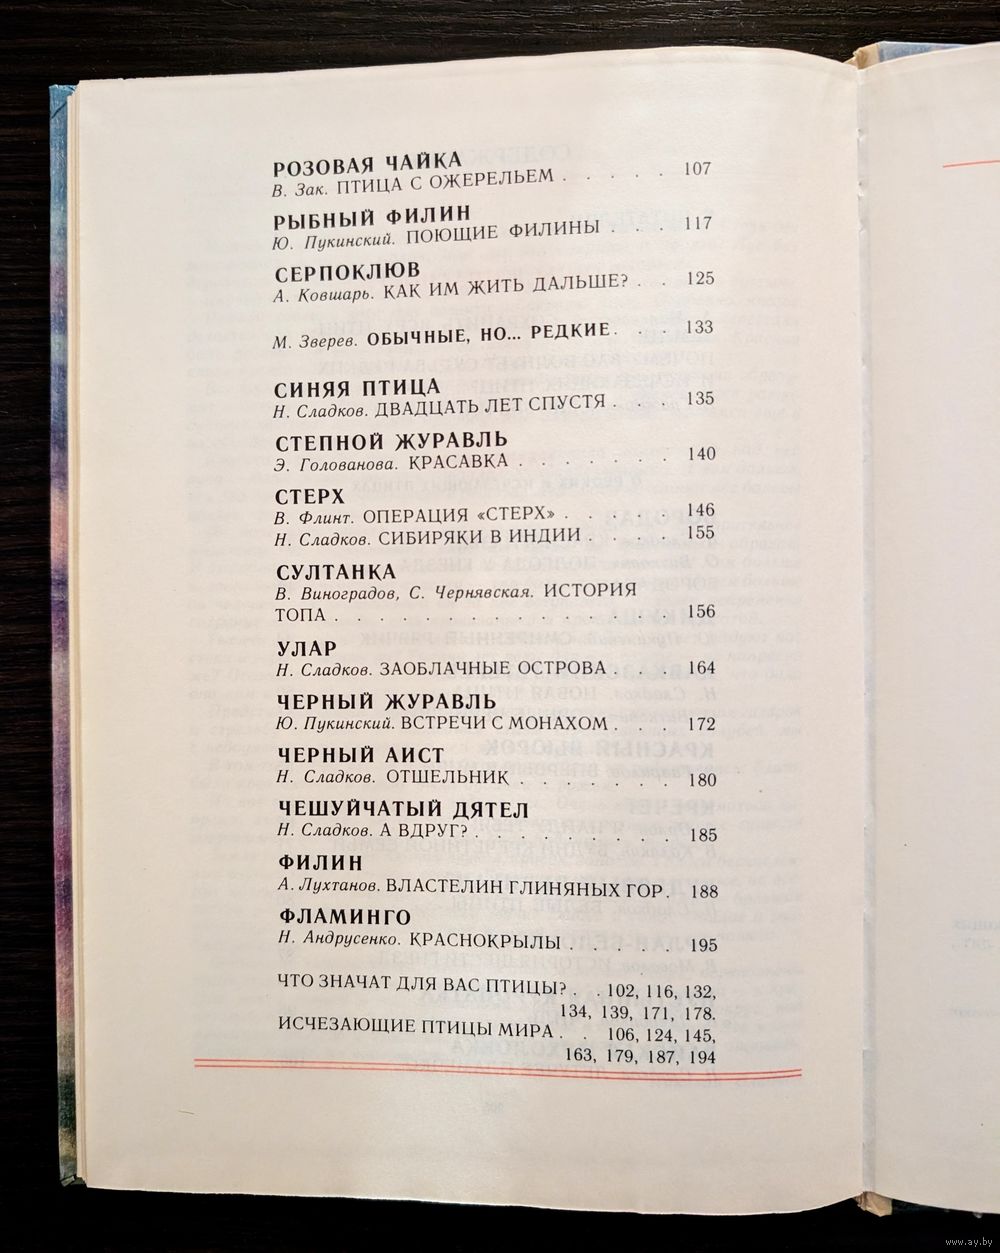 РОЗОВАЯ ЧАЙКА
В. Зак. ПТИЦА С ОЖЕРЕЛЬЕМ . . . . . 107
РЫБНЫЙ ФИЛИН
Ю. Пукинский. ПОЮЩИЕ ФИЛИНЫ . . . 117
СЕРПОКЛЮВ
А. Ковшарь. КАК ИМ ЖИТЬ ДАЛЬШЕ? . . 125
М. Зверев. ОБЫЧНЫЕ, НО... РЕДКИЕ. . . 133
СИНЯЯ ПТИЦА
Н. Сладков. ДВАДЦАТЬ ЛЕТ СПУСТЯ . . . 135
СТЕПНОЙ ЖУРАВЛЬ
Э. Голованова. КРАСАВКА . . . . . . . 140
СТЕРХ
В. Флинт. ОПЕРАЦИЯ «СТЕРХ» . . . . . 146
Н. Сладков. СИБИРЯКИ В ИНДИИ . . . . 155
СУЛТАНКА
В. Виноградов, С. Чернявская. ИСТОРИЯ
ТОПА . . . . . . . . . . . . . . . 156
УЛАР
Н. Сладков. ЗАОБЛАЧНЫЕ ОСТРОВА . . . 164
ЧЕРНЫЙ ЖУРАВЛЬ
Ю. Пукинский. ВСТРЕЧИ С МОНАХОМ . . . 172
ЧЕРНЫЙ АИСТ
Н. Сладков. ОТШЕЛЬНИК . . . . . . . 180
ЧЕШУЙЧАТЫЙ ДЯТЕЛ
Н. Сладков. А ВДРУГ? . . . . . . . . . 185
ФИЛИН
А. Лухтанов. ВЛАСТЕЛИН ГЛИНЯНЫХ ГОР. . 188
ФЛАМИНГО
Н. Андрусенко. КРАСНОКРЫЛЫ . . . . . 195
ЧТО ЗНАЧАТ ДЛЯ ВАС ПТИЦЫ? . . 102, 116, 132,
134, 139, 171, 178.
ИСЧЕЗАЮЩИЕ ПТИЦЫ МИРА . . 106, 124, 145,
163, 179, 187, 194
www.ay.by